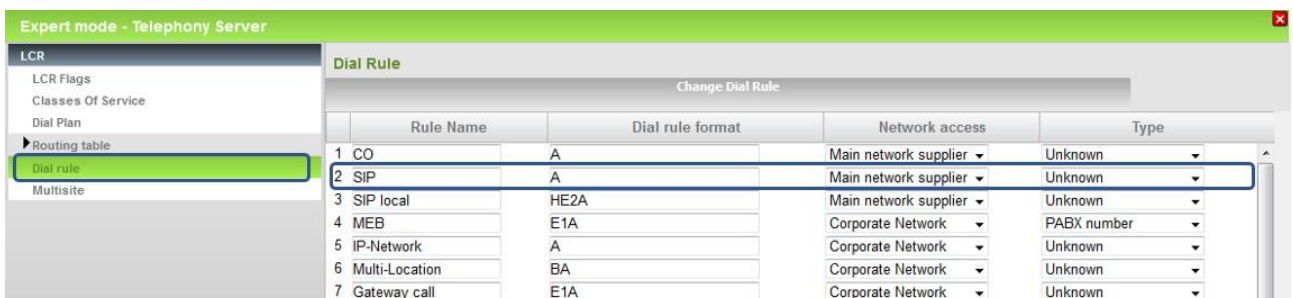 Expert mode - Telephony Server
LCR
LCR Flags
Classes Of Service
Dial Plan
Routing table
Dial rule
Multisite
Dial Rule
Change Dial Rule
Rule Name Dial rule format Network access Type
1 CO A Main network supplier Unknown
2 SIP A Main network supplier Unknown
3 SIP local HE2A Main network supplier Unknown
4 MEB E1A Corporate Network PABX number
5 IP-Network A Corporate Network Unknown
6 Multi-Location BA Corporate Network Unknown
7 Gateway call E1A Corporate Network Unknown